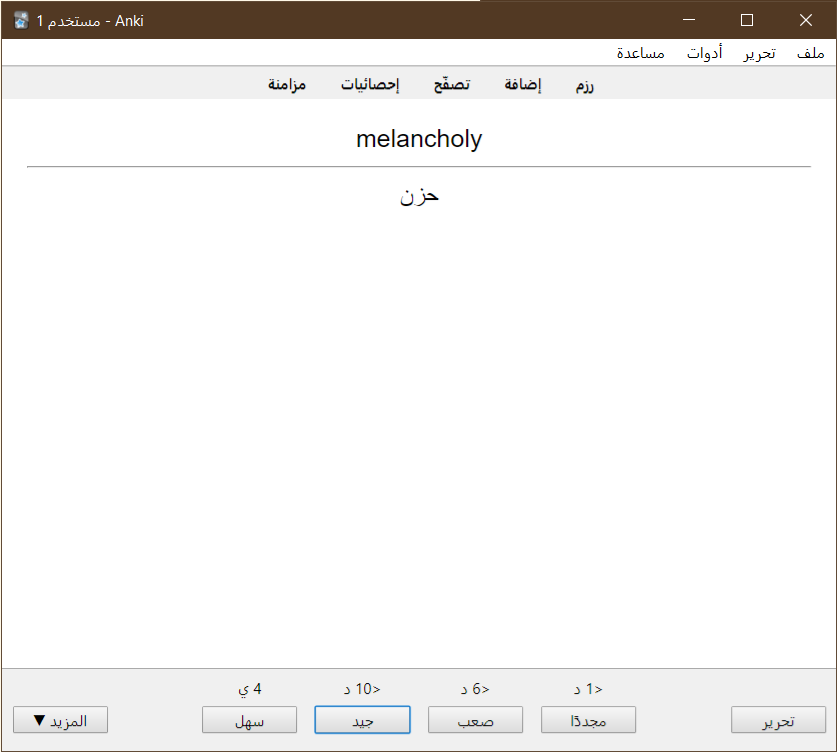 مستخدم 1 - Anki
ملف تحرير أدوات مساعدة
رزم إضافة تصفّح إحصائيات مزامنة
melancholy
حزن
<1 د <6 د <10 د 4 ي
تحرير مجددًا صعب جيد سهل المزيد ▼